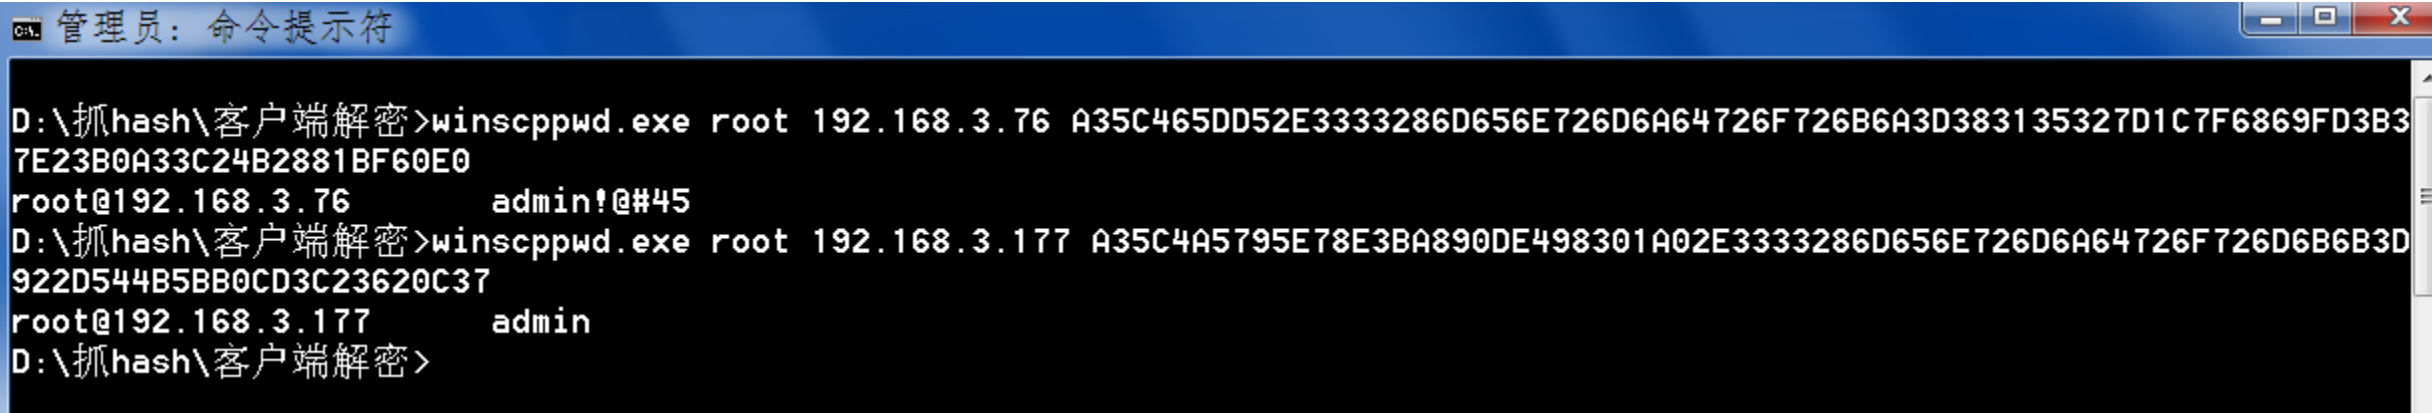 管理员: 命令提示符
D:\抓hash\客户端解密>winscppwd.exe root 192.168.3.76 A35C465DD52E3333286D656E726D6A64726F726B6A3D383135327D1C7F6869FD3B3
7E23B0A33C24B2881BF60E0
root@192.168.3.76 admin!@#45
D:\抓hash\客户端解密>winscppwd.exe root 192.168.3.177 A35C4A5795E78E3BA890DE498301A02E3333286D656E726D6A64726F726D6B6B3D
922D544B5BB0CD3C23620C37
root@192.168.3.177 admin
D:\抓hash\客户端解密>